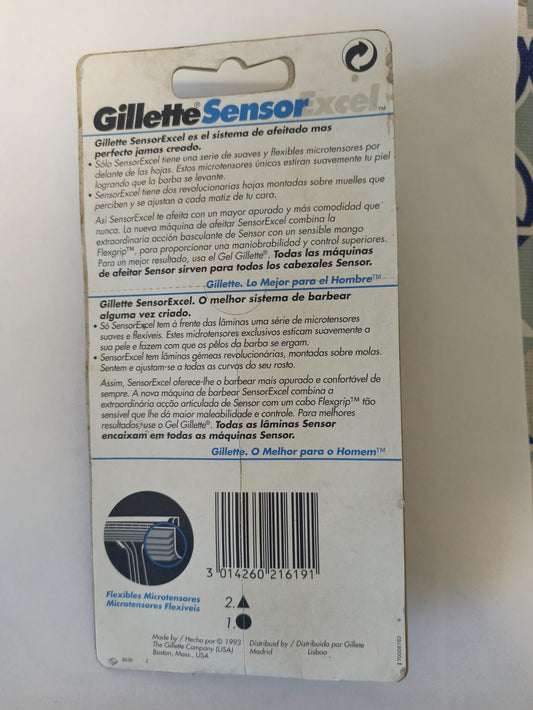 Gillette® SensorExcel™
Gillette SensorExcel es el sistema de afeitado mas
perfecto jamas creado.
• Sólo SensorExcel tiene una serie de suaves y flexibles microtensores por
delante de las hojas. Estos microtensores únicos estiran suavemente tu piel
logrando que la barba se levante.
• SensorExcel tiene dos revolucionarias hojas montadas sobre muelles que
perciben y se ajustan a cada matiz de tu cara.
Así SensorExcel te afeita con un mayor apurado y más comodidad que
nunca. La nueva máquina de afeitar SensorExcel combina la
extraordinaria acción basculante de Sensor con un sensible mango
Flexgrip™, para proporcionar una maniobrabilidad y control superiores.
Para un mejor resultado, usa el Gel Gillette®. Todas las máquinas
de afeitar Sensor sirven para todos los cabezales Sensor.
Gillette. Lo Mejor para el Hombre™
Gillette SensorExcel. O melhor sistema de barbear
alguma vez criado.
• Só SensorExcel tem à frente das lâminas uma série de microtensores
suaves e flexíveis. Estes midrotensores exclusivos esticam suavemente a
sua pele e fazem com que os pêlos da barba se ergam.
• SensorExcel tem lâminas gémeas revolucionárias, montadas sobre molas.
Sentem e ajustam-se a todas as curvas do seu rosto.
Assim, SensorExcel oferece-lhe o barbear mais apurado e confortável de
sempre. A nova máquina de barbear SensorExcel combina a
extraordinária acção articulada de Sensor com um cabo Flexgrip™ tão
sensível que lhe dá maior maleabilidade e controle. Para melhores
resultados, use o Gel Gillette®. Todas as lâminas Sensor
encaixam em todas as máquinas Sensor.
Gillette. O Melhor para o Homem™
3 014260 216191
Flexibles Microtensores
Microtensores Flexíveis
2. ▲
1. ●
Made by / Hecho por © 1993
The Gillette Company (USA)
Boston, Mass., USA
Distribuid by / Distribuido por Gillete
Madrid Lisboa
2